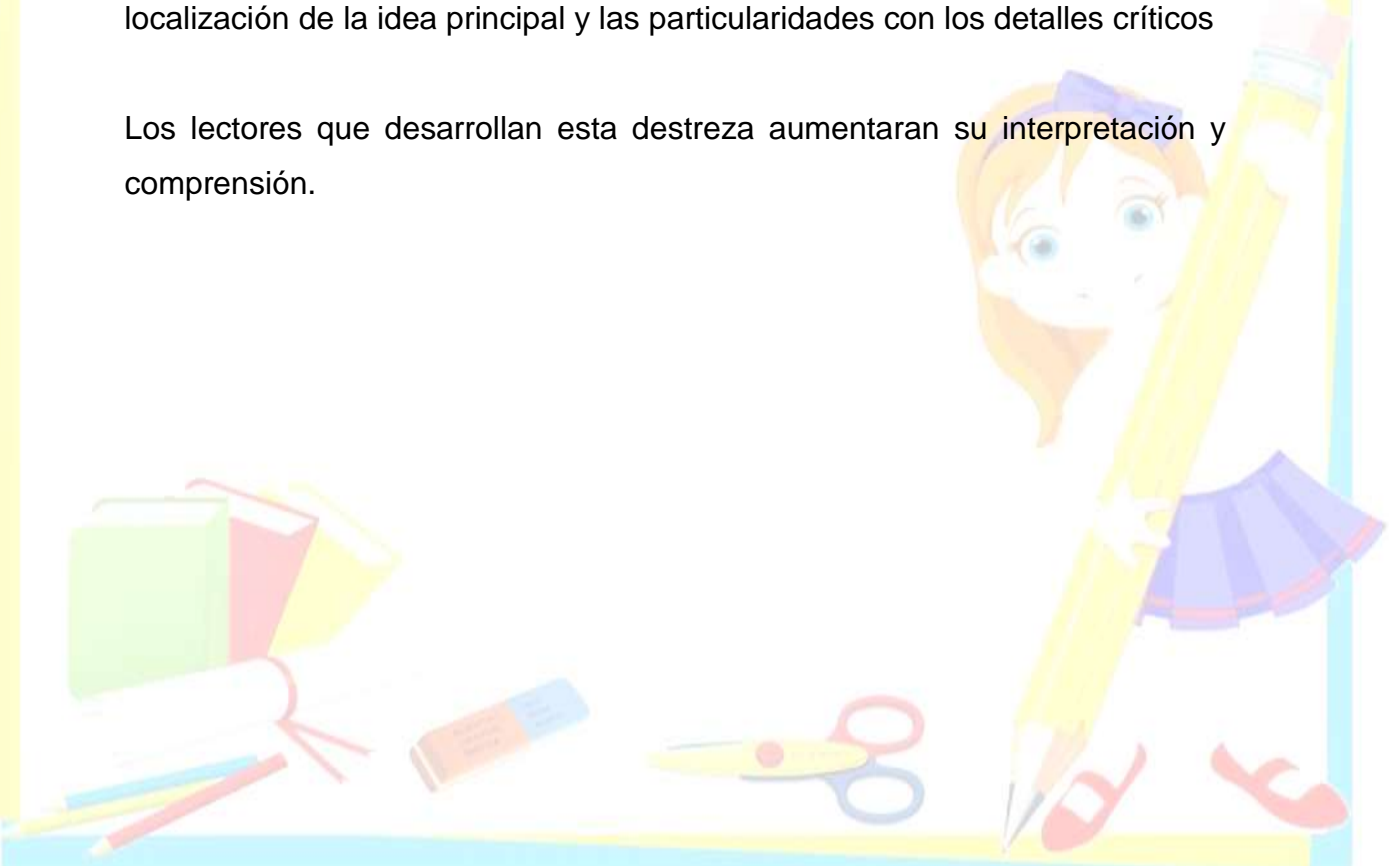 localización de la idea principal y las particularidades con los detalles críticos
Los lectores que desarrollan esta destreza aumentaran su interpretación y
comprensión.